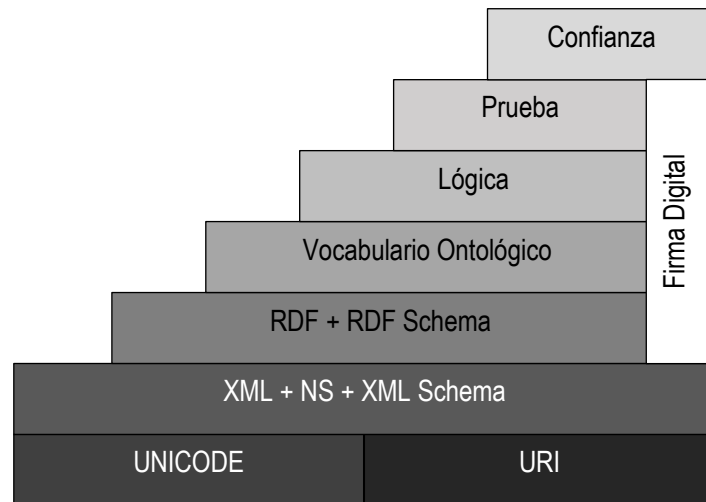 Confianza
Prueba
Lógica
Vocabulario Ontológico
RDF + RDF Schema
Firma Digital
XML + NS + XML Schema
UNICODE
URI